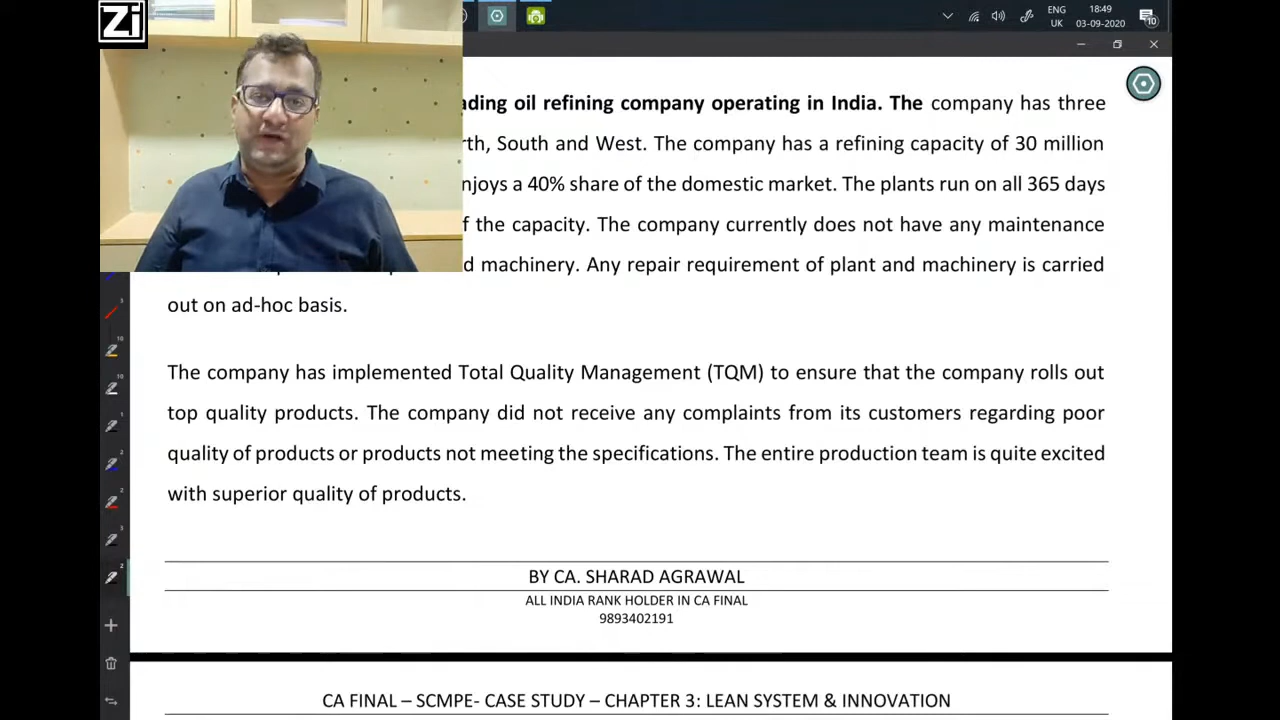 Zi
ENG
18:49
UK
03-09-2020
10
ading oil refining company operating in India. The company has three
rth, South and West. The company has a refining capacity of 30 million
njoys a 40% share of the domestic market. The plants run on all 365 days
f the capacity. The company currently does not have any maintenance
d machinery. Any repair requirement of plant and machinery is carried
out on ad-hoc basis.
The company has implemented Total Quality Management (TQM) to ensure that the company rolls out
top quality products. The company did not receive any complaints from its customers regarding poor
quality of products or products not meeting the specifications. The entire production team is quite excited
with superior quality of products.
BY CA. SHARAD AGRAWAL
ALL INDIA RANK HOLDER IN CA FINAL
9893402191
CA FINAL – SCMPE- CASE STUDY – CHAPTER 3: LEAN SYSTEM & INNOVATION